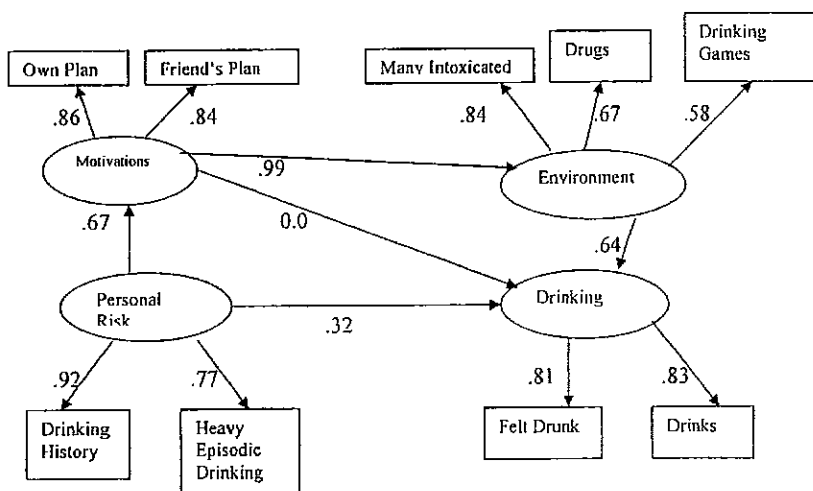 Own Plan
Friend's Plan
Many Intoxicated
Drugs
Drinking
Games
.86
.84
.84
.67
.58
Motivations
.99
Environment
.67
0.0
.64
Personal
Risk
Drinking
.32
.92
.77
.81
.83
Drinking
History
Heavy
Episodic
Drinking
Felt Drunk
Drinks